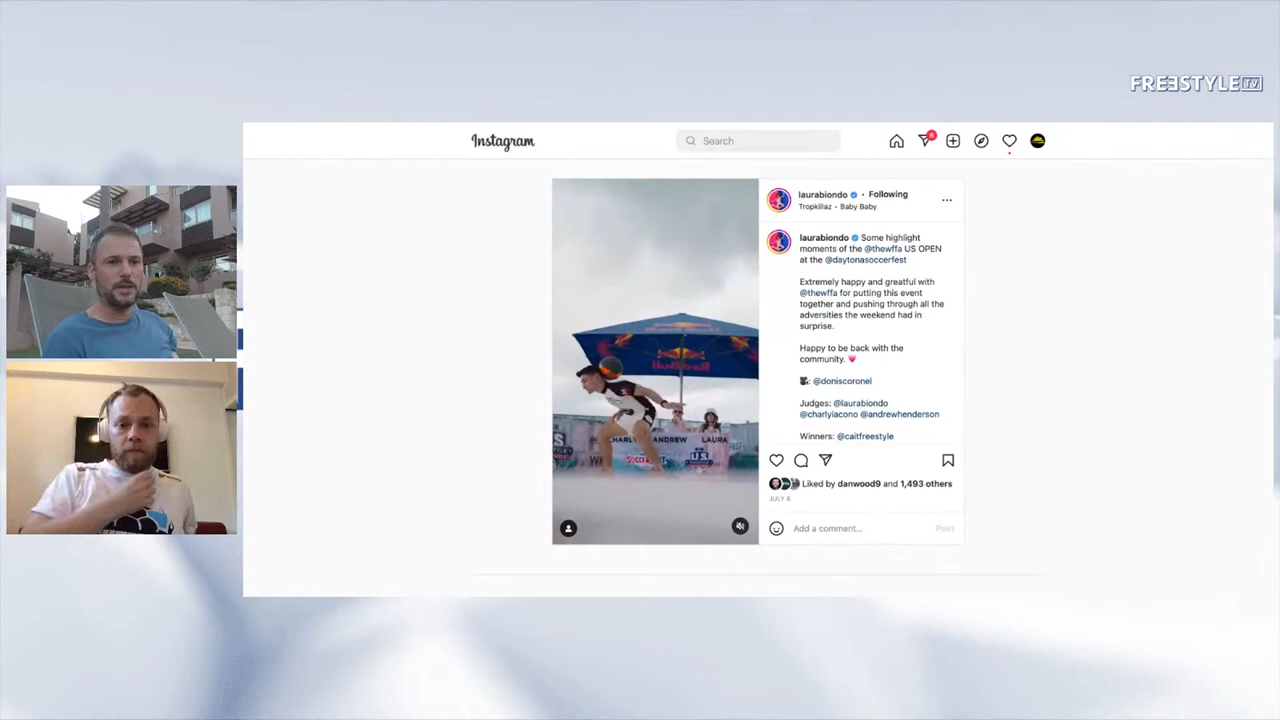 FREESTYLE TV
Instagram
Search
6
laurabiondo • Following
Tropkillaz • Baby Baby
laurabiondo Some highlight
moments of the @thewffa US OPEN
at the @daytonasoccerfest
Extremely happy and greatful with
@thewffa for putting this event
together and pushing through all the
adversities the weekend had in
surprise.
Happy to be back with the
community.
: @doniscoronel
Judges: @laurabiondo
@charlyiacono @andrewhenderson
Winners: @caitfreestyle
Red Bull
CHARLY ANDREW LAURA
U.S.
Liked by danwood9 and 1,493 others
JULY 6
Add a comment...
Post